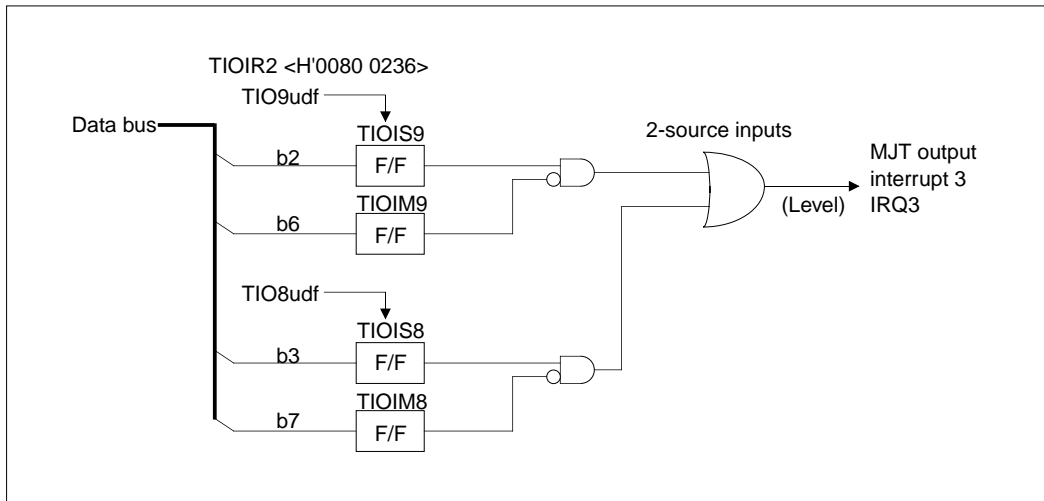 TIOIR2 <H'0080 0236>
TIO9udf
Data bus
TIOIS9
2-source inputs
b2
F/F
MJT output
interrupt 3
IRQ3
(Level)
TIOIM9
b6
F/F
TIO8udf
TIOIS8
b3
F/F
TIOIM8
b7
F/F